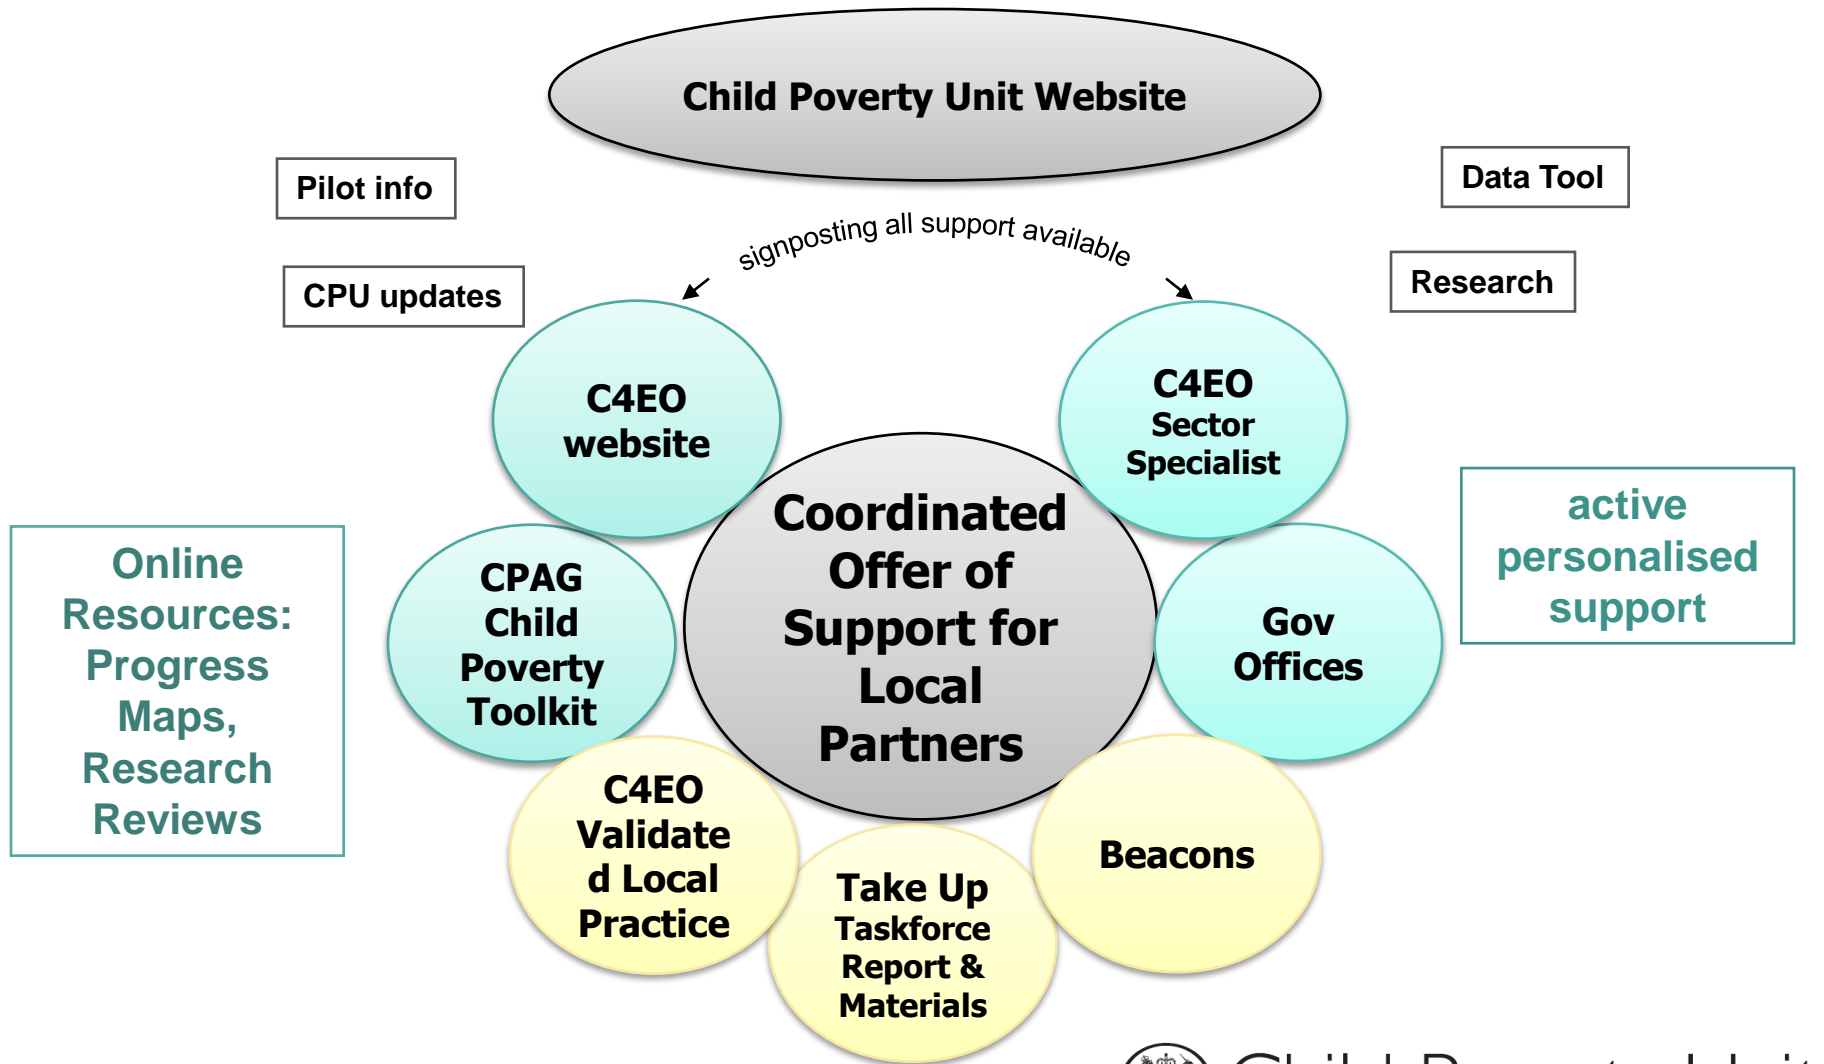 Child Poverty Unit Website
Pilot info
Data Tool
signposting all support available
CPU updates
Research
C4EO
website
C4EO
Sector
Specialist
Coordinated
Offer of
Support for
Local
Partners
active
personalised
support
Online
Resources:
Progress
Maps,
Research
Reviews
CPAG
Child
Poverty
Toolkit
Gov
Offices
C4EO
Validate
d Local
Practice
Take Up
Taskforce
Report &
Materials
Beacons